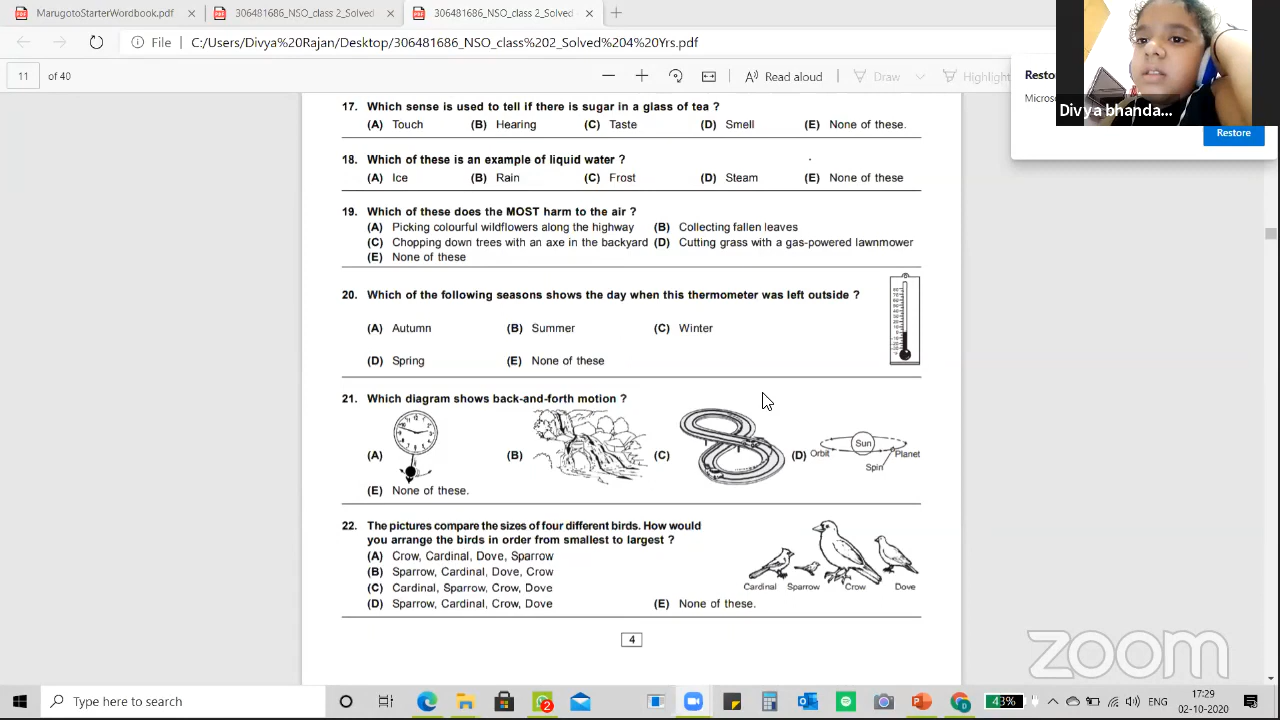 MarugotoStarterWordbook.pdf
306481686_NSO_class 2_Solved
306481686_NSO_class 2_Solved
File
C:/Users/Divya%20Rajan/Desktop/306481686_NSO_class%202_Solved%204%20Yrs.pdf
11 of 40
Read aloud
Draw
Highlight
Restore
Divya bhanda...
Restore
17. Which sense is used to tell if there is sugar in a glass of tea ?
(A) Touch (B) Hearing (C) Taste (D) Smell (E) None of these.
18. Which of these is an example of liquid water ?
(A) Ice (B) Rain (C) Frost (D) Steam (E) None of these
19. Which of these does the MOST harm to the air ?
(A) Picking colourful wildflowers along the highway (B) Collecting fallen leaves
(C) Chopping down trees with an axe in the backyard (D) Cutting grass with a gas-powered lawnmower
(E) None of these
20. Which of the following seasons shows the day when this thermometer was left outside ?
(A) Autumn (B) Summer (C) Winter
(D) Spring (E) None of these
21. Which diagram shows back-and-forth motion ?
(A) (B) (C) (D) Orbit Sun Planet
Spin
(E) None of these.
22. The pictures compare the sizes of four different birds. How would
you arrange the birds in order from smallest to largest ?
(A) Crow, Cardinal, Dove, Sparrow
(B) Sparrow, Cardinal, Dove, Crow
(C) Cardinal, Sparrow, Crow, Dove
(D) Sparrow, Cardinal, Crow, Dove (E) None of these.
Cardinal Sparrow Crow Dove
4
zoom
Type here to search
2
43%
ENG
17:29
02-10-2020